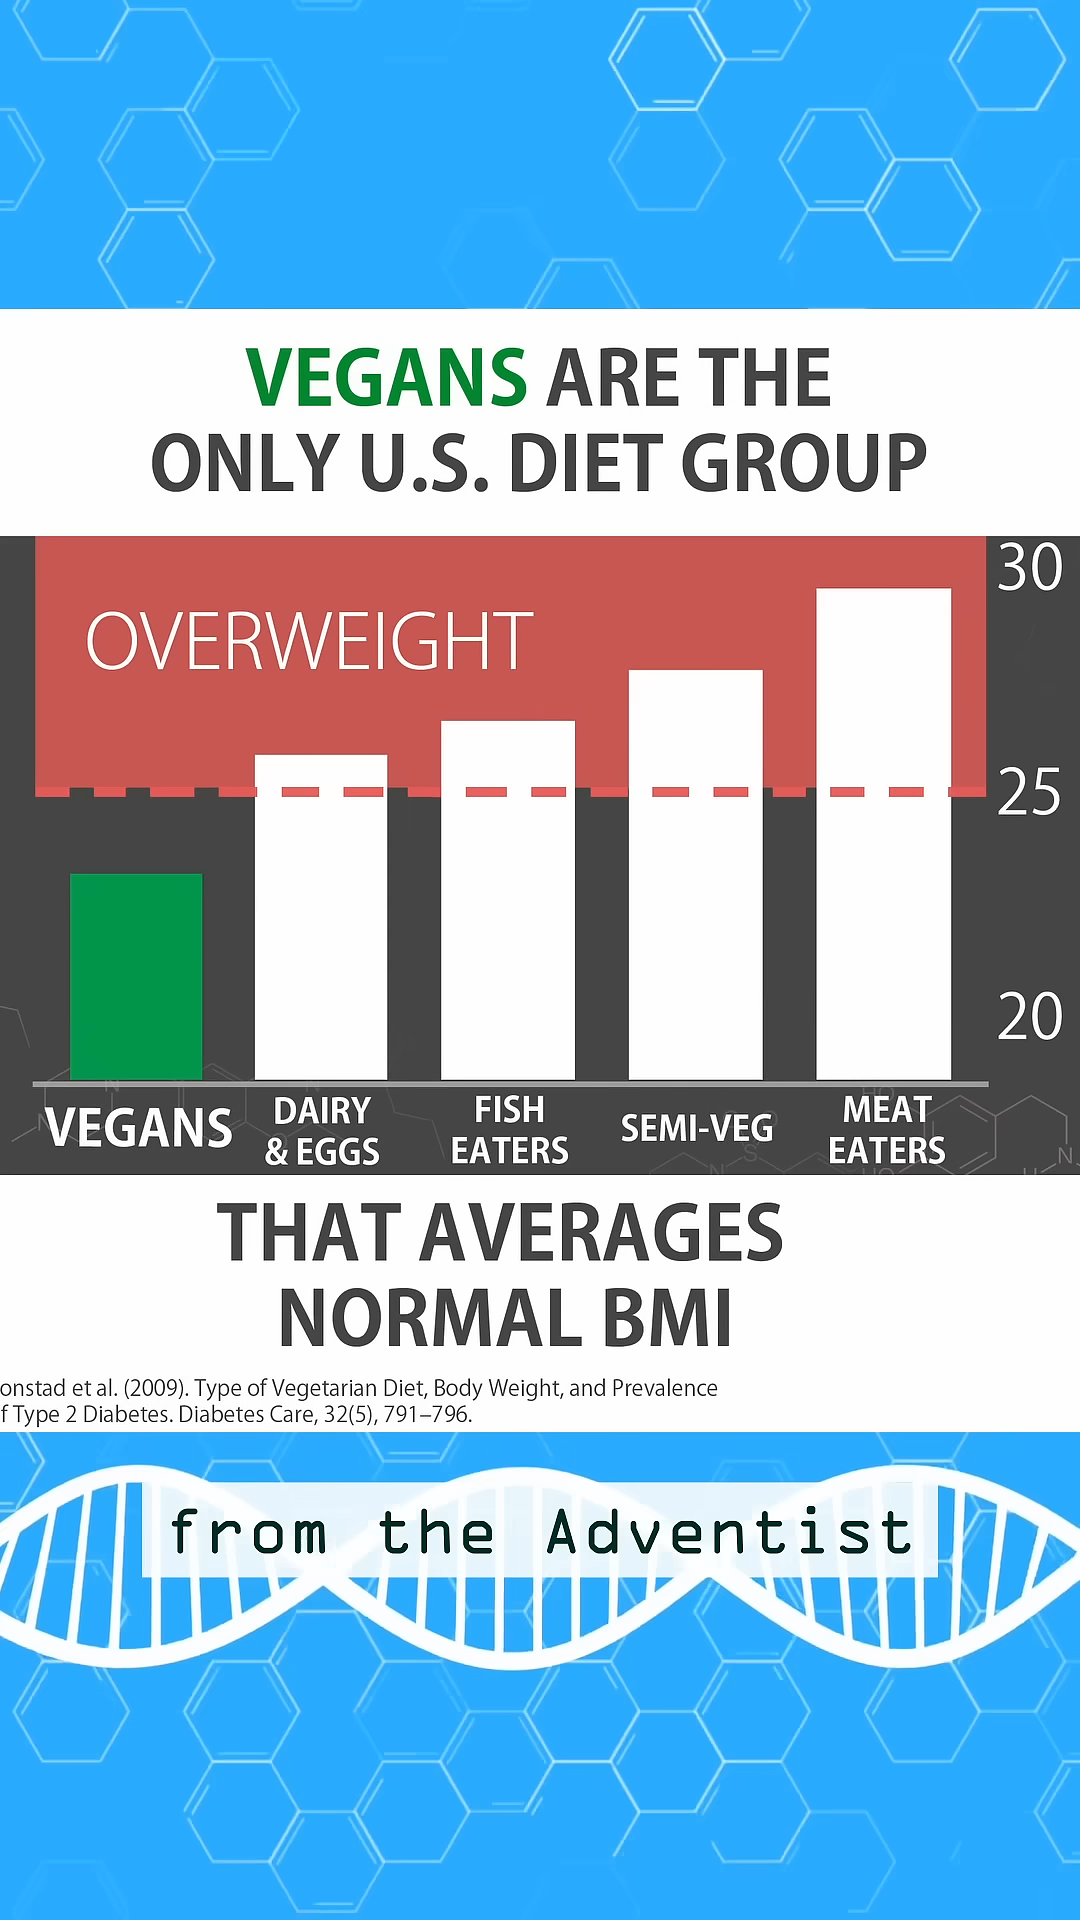 VEGANS ARE THE
ONLY U.S. DIET GROUP
30
OVERWEIGHT
25
20
VEGANS
DAIRY
& EGGS
FISH
EATERS
SEMI-VEG
MEAT
EATERS
THAT AVERAGES
NORMAL BMI
onstad et al. (2009). Type of Vegetarian Diet, Body Weight, and Prevalence
f Type 2 Diabetes. Diabetes Care, 32(5), 791–796.
from the Adventist